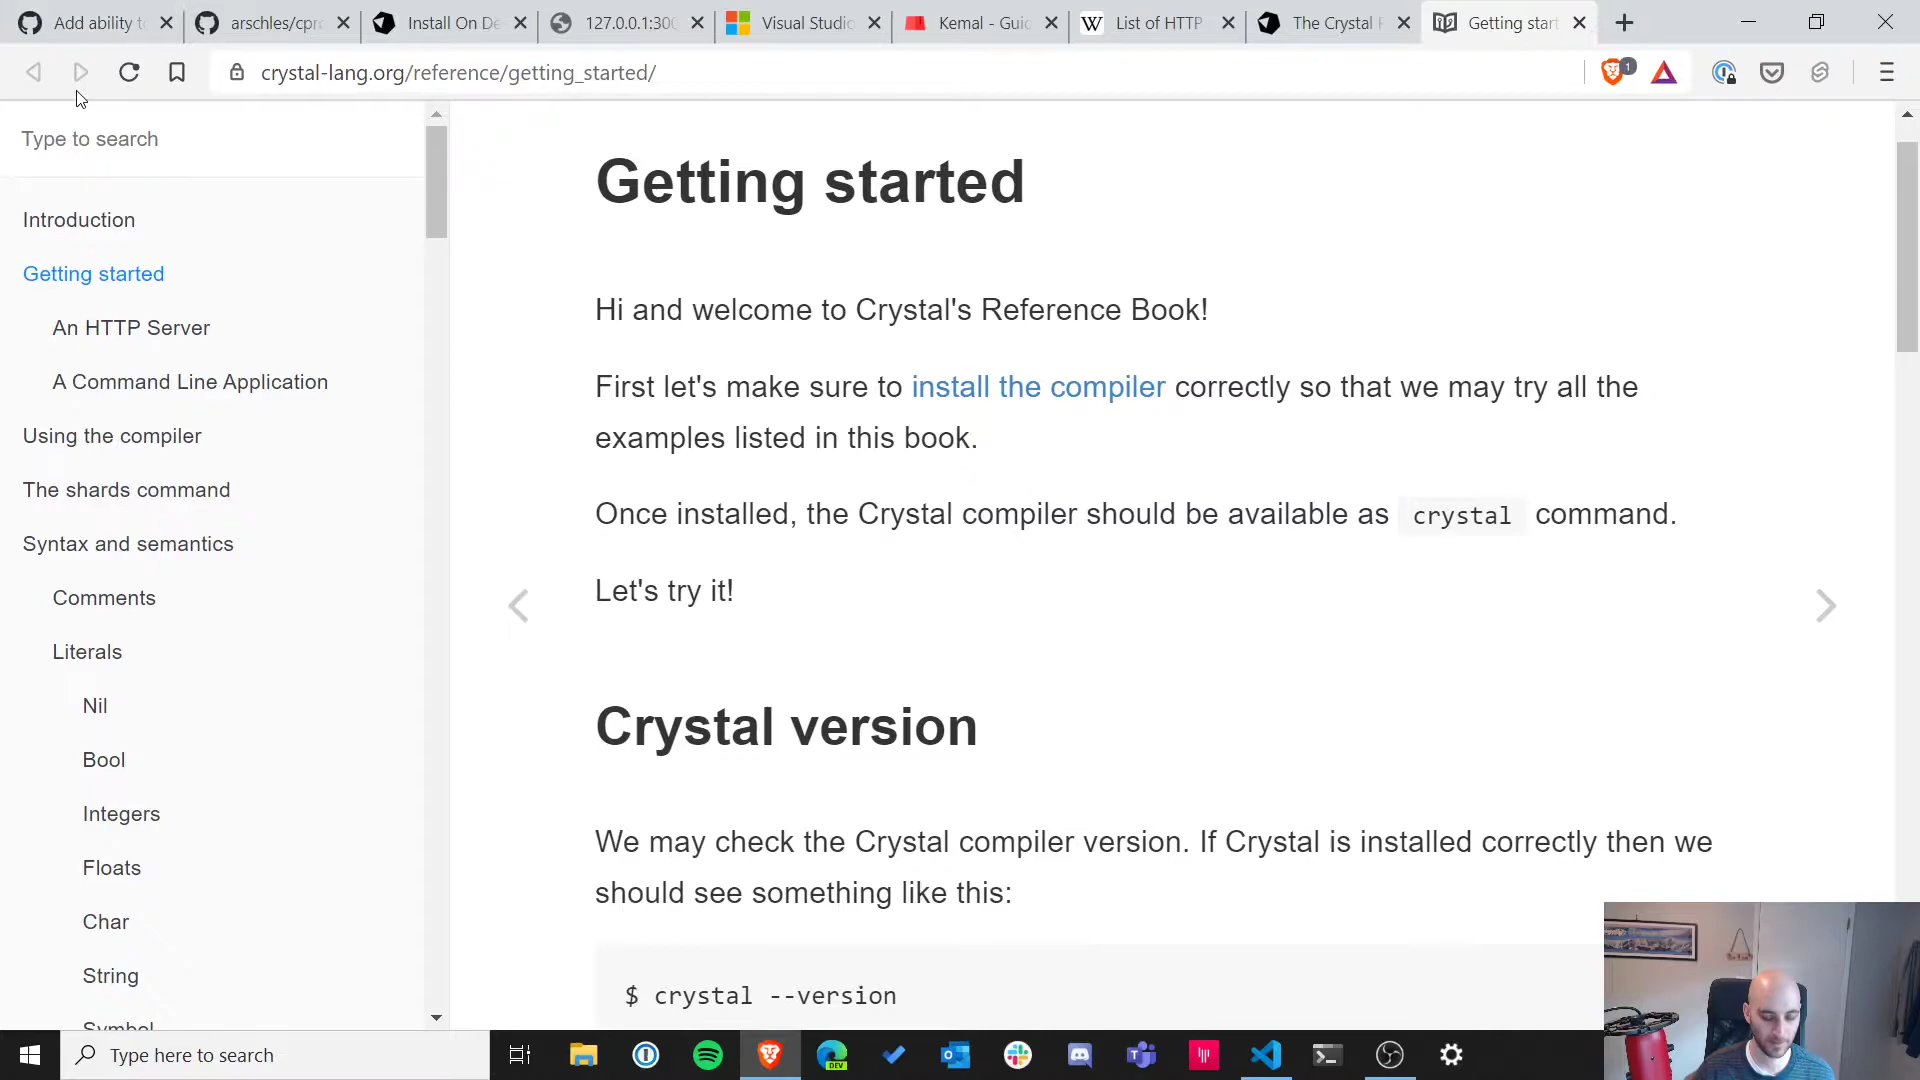 Add ability t
arschles/cpr
Install On De
127.0.0.1:300
Visual Studio
Kemal - Guid
List of HTTP
The Crystal
Getting start
crystal-lang.org/reference/getting_started/
1
Type to search
Introduction
Getting started
An HTTP Server
A Command Line Application
Using the compiler
The shards command
Syntax and semantics
Comments
Literals
Nil
Bool
Integers
Floats
Char
String
Symbol
Getting started
Hi and welcome to Crystal's Reference Book!
First let's make sure to install the compiler correctly so that we may try all the
examples listed in this book.
Once installed, the Crystal compiler should be available as crystal command.
Let's try it!
Crystal version
We may check the Crystal compiler version. If Crystal is installed correctly then we
should see something like this:
$ crystal --version
Type here to search
DEV